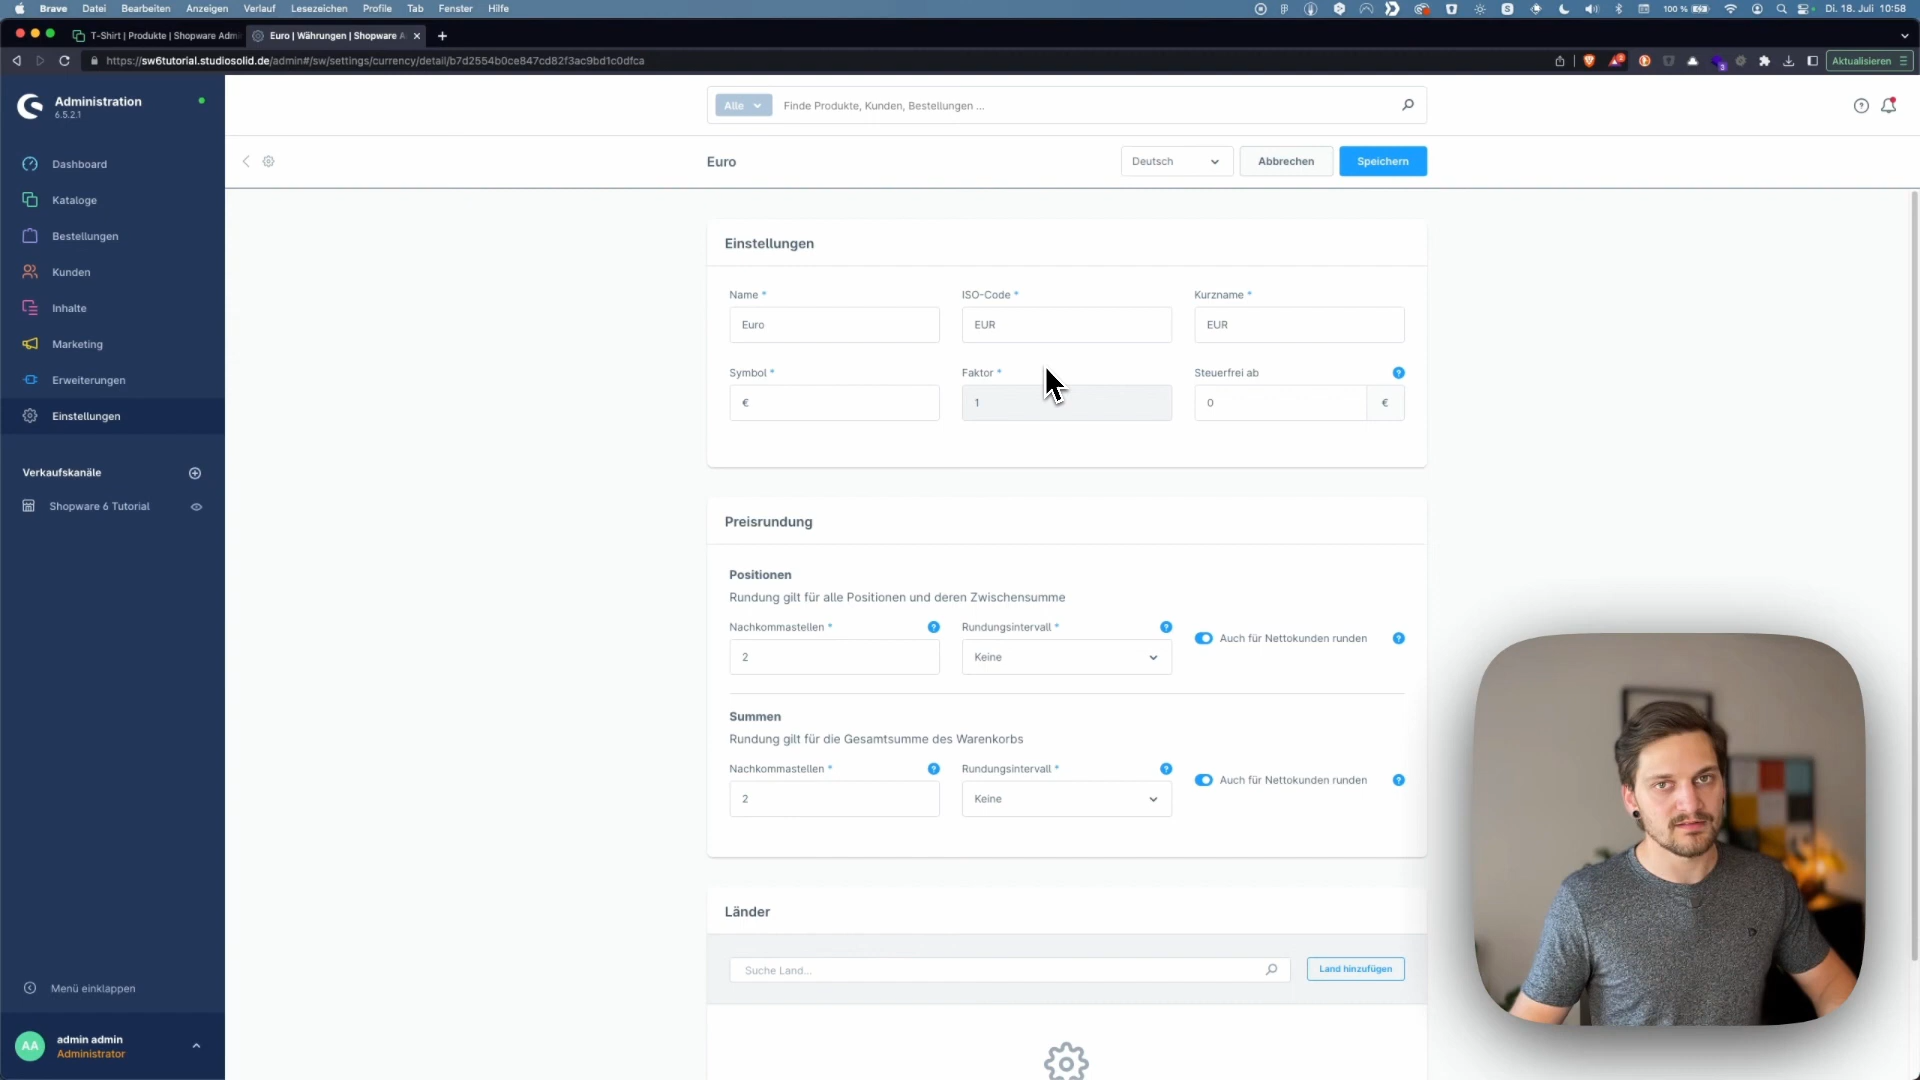 Brave Datei Bearbeiten Anzeigen Verlauf Lesezeichen Profile Tab Fenster Hilfe 100 % Di. 18. Juli 10:58
T-Shirt | Produkte | Shopware Adm
Euro | Währungen | Shopware A
https://sw6tutorial.studiosolid.de/admin#/sw/settings/currency/detail/b7d2554b0ce847cd82f3ac9bd1c0dfca
Aktualisieren
Administration
6.5.2.1
Alle
Finde Produkte, Kunden, Bestellungen ...
Euro
Deutsch
Abbrechen
Speichern
Dashboard
Kataloge
Bestellungen
Kunden
Inhalte
Marketing
Erweiterungen
Einstellungen
Verkaufskanäle
Shopware 6 Tutorial
Menü einklappen
AA
admin admin
Administrator
Einstellungen
Name * ISO-Code * Kurzname *
Euro EUR EUR
Symbol * Faktor * Steuerfrei ab ?
€ 1 0 €
Preisrundung
Positionen
Rundung gilt für alle Positionen und deren Zwischensumme
Nachkommastellen * ? Rundungsintervall * ? Auch für Nettokunden runden ?
2 Keine
Summen
Rundung gilt für die Gesamtsumme des Warenkorbs
Nachkommastellen * ? Rundungsintervall * ? Auch für Nettokunden runden ?
2 Keine
Länder
Suche Land...
Land hinzufügen